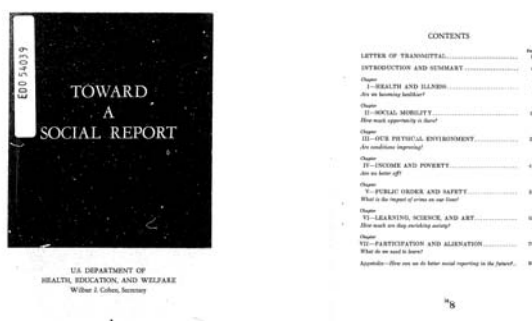 ED0 54039
TOWARD
A
SOCIAL REPORT
U.S. DEPARTMENT OF
HEALTH, EDUCATION, AND WELFARE
Wilbur J. Cohen, Secretary
CONTENTS
LETTER OF TRANSMITTAL
INTRODUCTION AND SUMMARY
Chapter
I—HEALTH AND ILLNESS
Are we becoming healthier?
Chapter
II—SOCIAL MOBILITY
How much opportunity is there?
Chapter
III—OUR PHYSICAL ENVIRONMENT
Are conditions improving?
Chapter
IV—INCOME AND POVERTY
Are we better off?
Chapter
V—PUBLIC ORDER AND SAFETY
What is the impact of crime on our lives?
Chapter
VI—LEARNING, SCIENCE, AND ART
How much are they enriching society?
Chapter
VII—PARTICIPATION AND ALIENATION
What do we need to learn?
Appendix—How can we do better social reporting in the future?
8